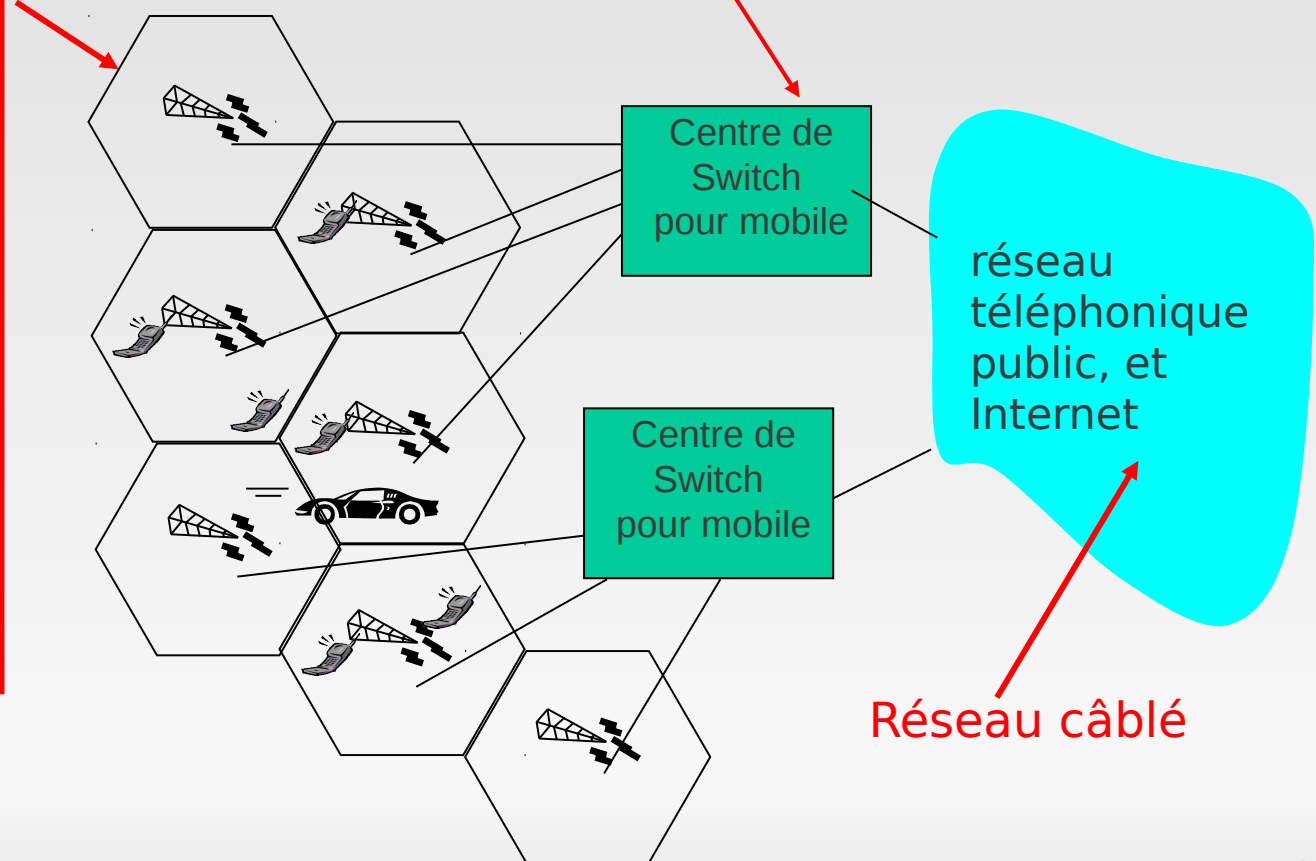 Centre de
Switch
pour mobile
réseau
téléphonique
public, et
Internet
Centre de
Switch
pour mobile
Réseau câblé